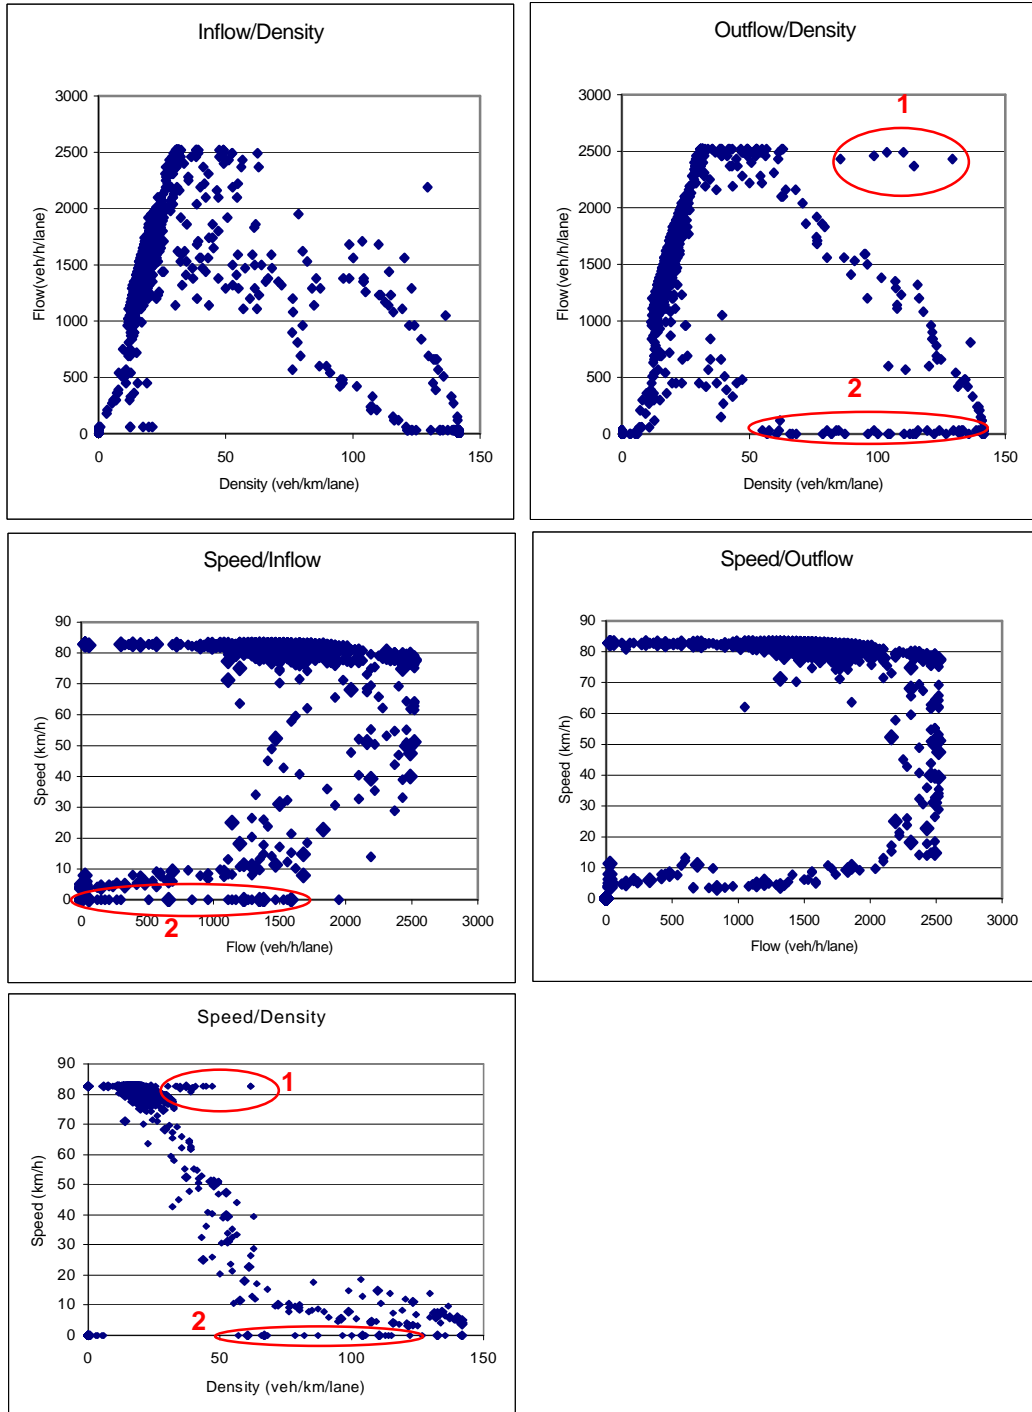 Inflow/Density
3000
2500
2000
1500
1000
500
0
0 50 100 150
Flow(veh/h/lane)
Density (veh/km/lane)
Outflow/Density
1
3000
2500
2000
1500
1000
500
0
2
0 50 100 150
Flow (veh/h/lane)
Density (veh/km/lane)
Speed/Inflow
90
80
70
60
50
40
30
20
10
0
0 500 1000 1500 2000 2500 3000
2
Speed (km/h)
Flow (veh/h/lane)
Speed/Outflow
90
80
70
60
50
40
30
20
10
0
0 500 1000 1500 2000 2500 3000
Speed (km/h)
Flow (veh/h/lane)
Speed/Density
90
80
70
60
50
40
30
20
10
0
1
2
0 50 100 150
Speed (km/h)
Density (veh/km/lane)